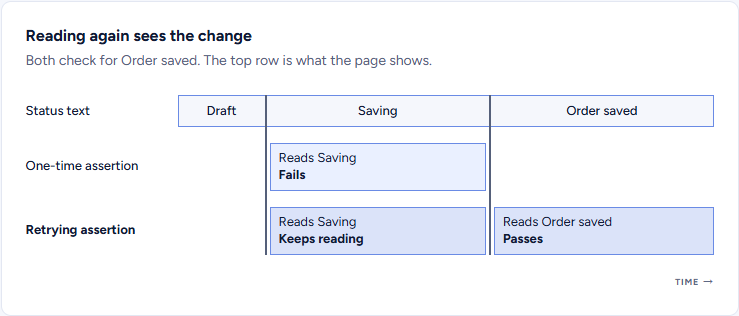 Reading again sees the change
Both check for Order saved. The top row is what the page shows.
Status text
Draft
Saving
Order saved
One-time assertion
Reads Saving
Fails
Retrying assertion
Reads Saving
Keeps reading
Reads Order saved
Passes
TIME →